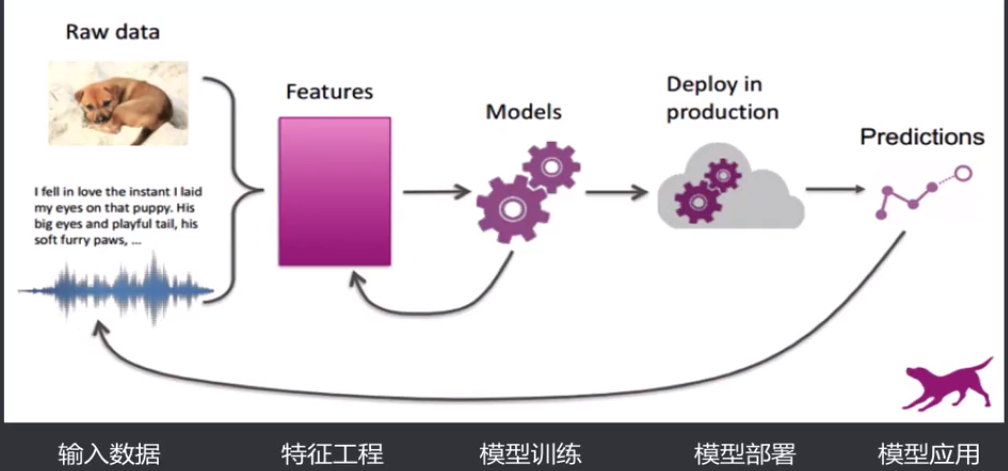 Raw data
Features
Models
Deploy in
production
Predictions
I fell in love the instant I laid
my eyes on that puppy. His
big eyes and playful tail, his
soft furry paws, ...
输入数据
特征工程
模型训练
模型部署
模型应用